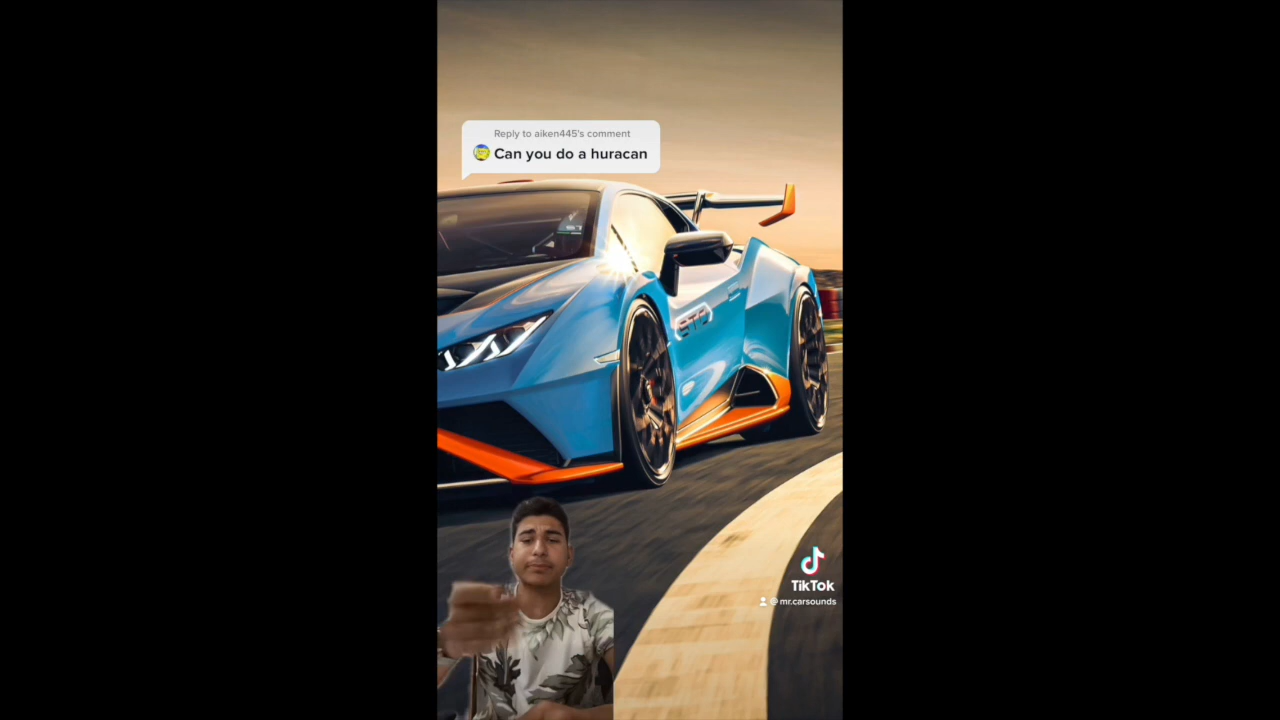 Reply to aiken445's comment
Can you do a huracan
STO
TikTok
@ mr.carsounds